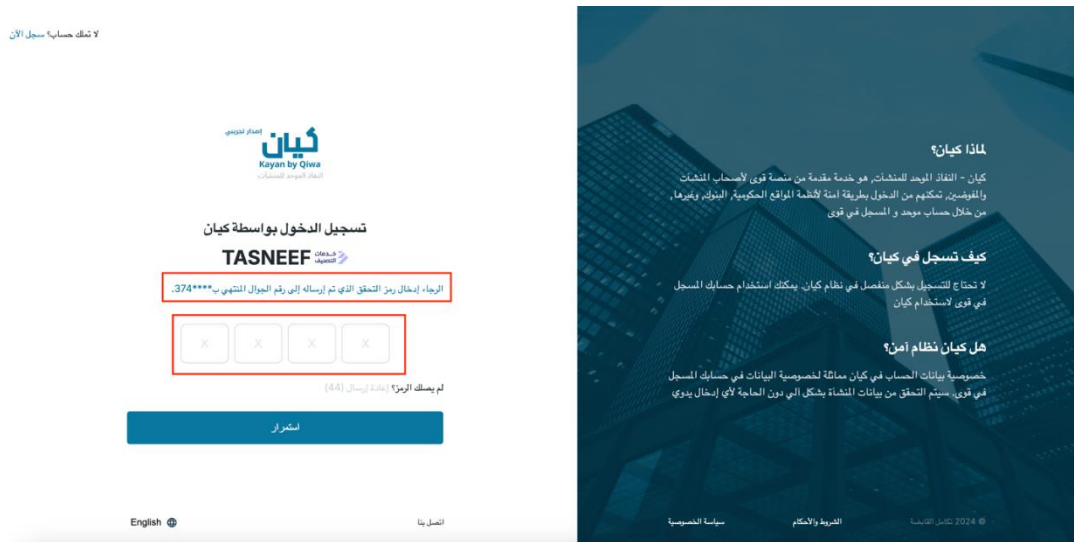 لا تملك حساب؟ سجل الآن
إصدار تجريبي
كيان
Kayan by Qiwa
النفاذ الموحد للمنشآت
تسجيل الدخول بواسطة كيان
TASNEEF خدمات التصنيف
الرجاء إدخال رمز التحقق الذي تم إرساله إلى رقم الجوال المنتهي ب****374.
X X X X
لم يصلك الرمز؟ إعادة إرسال (44)
استمرار
اتصل بنا
English
لماذا كيان؟
كيان - النفاذ الموحد للمنشآت, هو خدمة مقدمة من منصة قوى لأصحاب المنشآت
والمفوضين, تمكنهم من الدخول بطريقة امنة لأنظمة المواقع الحكومية, البنوك, وغيرها,
من خلال حساب موحد و المسجل في قوى
كيف تسجل في كيان؟
لا تحتاج للتسجيل بشكل منفصل في نظام كيان. يمكنك استخدام حسابك المسجل
في قوى لاستخدام كيان
هل كيان نظام آمن؟
خصوصية بيانات الحساب في كيان مماثلة لخصوصية البيانات في حسابك المسجل
في قوى. سيتم التحقق من بيانات المنشأة بشكل الي دون الحاجة لأي إدخال يدوي
© 2024 تكامل القابضة
الشروط والأحكام
سياسة الخصوصية